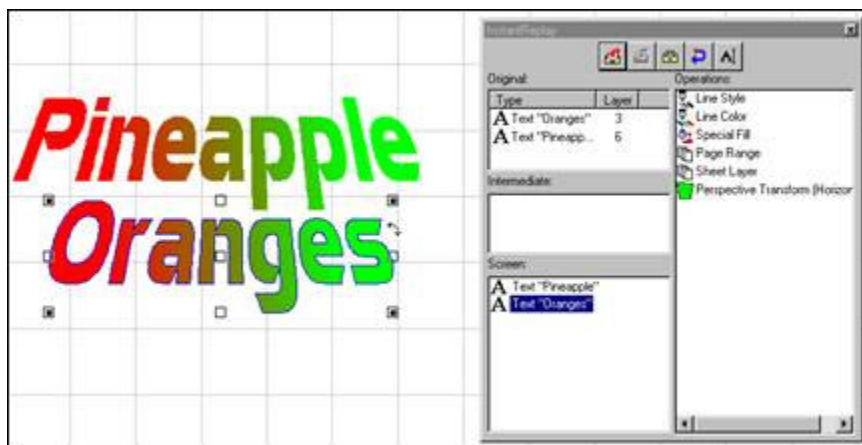 Pineapple
Oranges
InstantReplay
Original:
Type Layer
A Text "Oranges" 3
A Text "Pineapp... 6
Intermediate:
Screen:
A Text "Pineapple"
A Text "Oranges"
A
Operations:
Line Style
Line Color
Special Fill
Page Range
Sheet Layer
Perspective Transform (Horizor